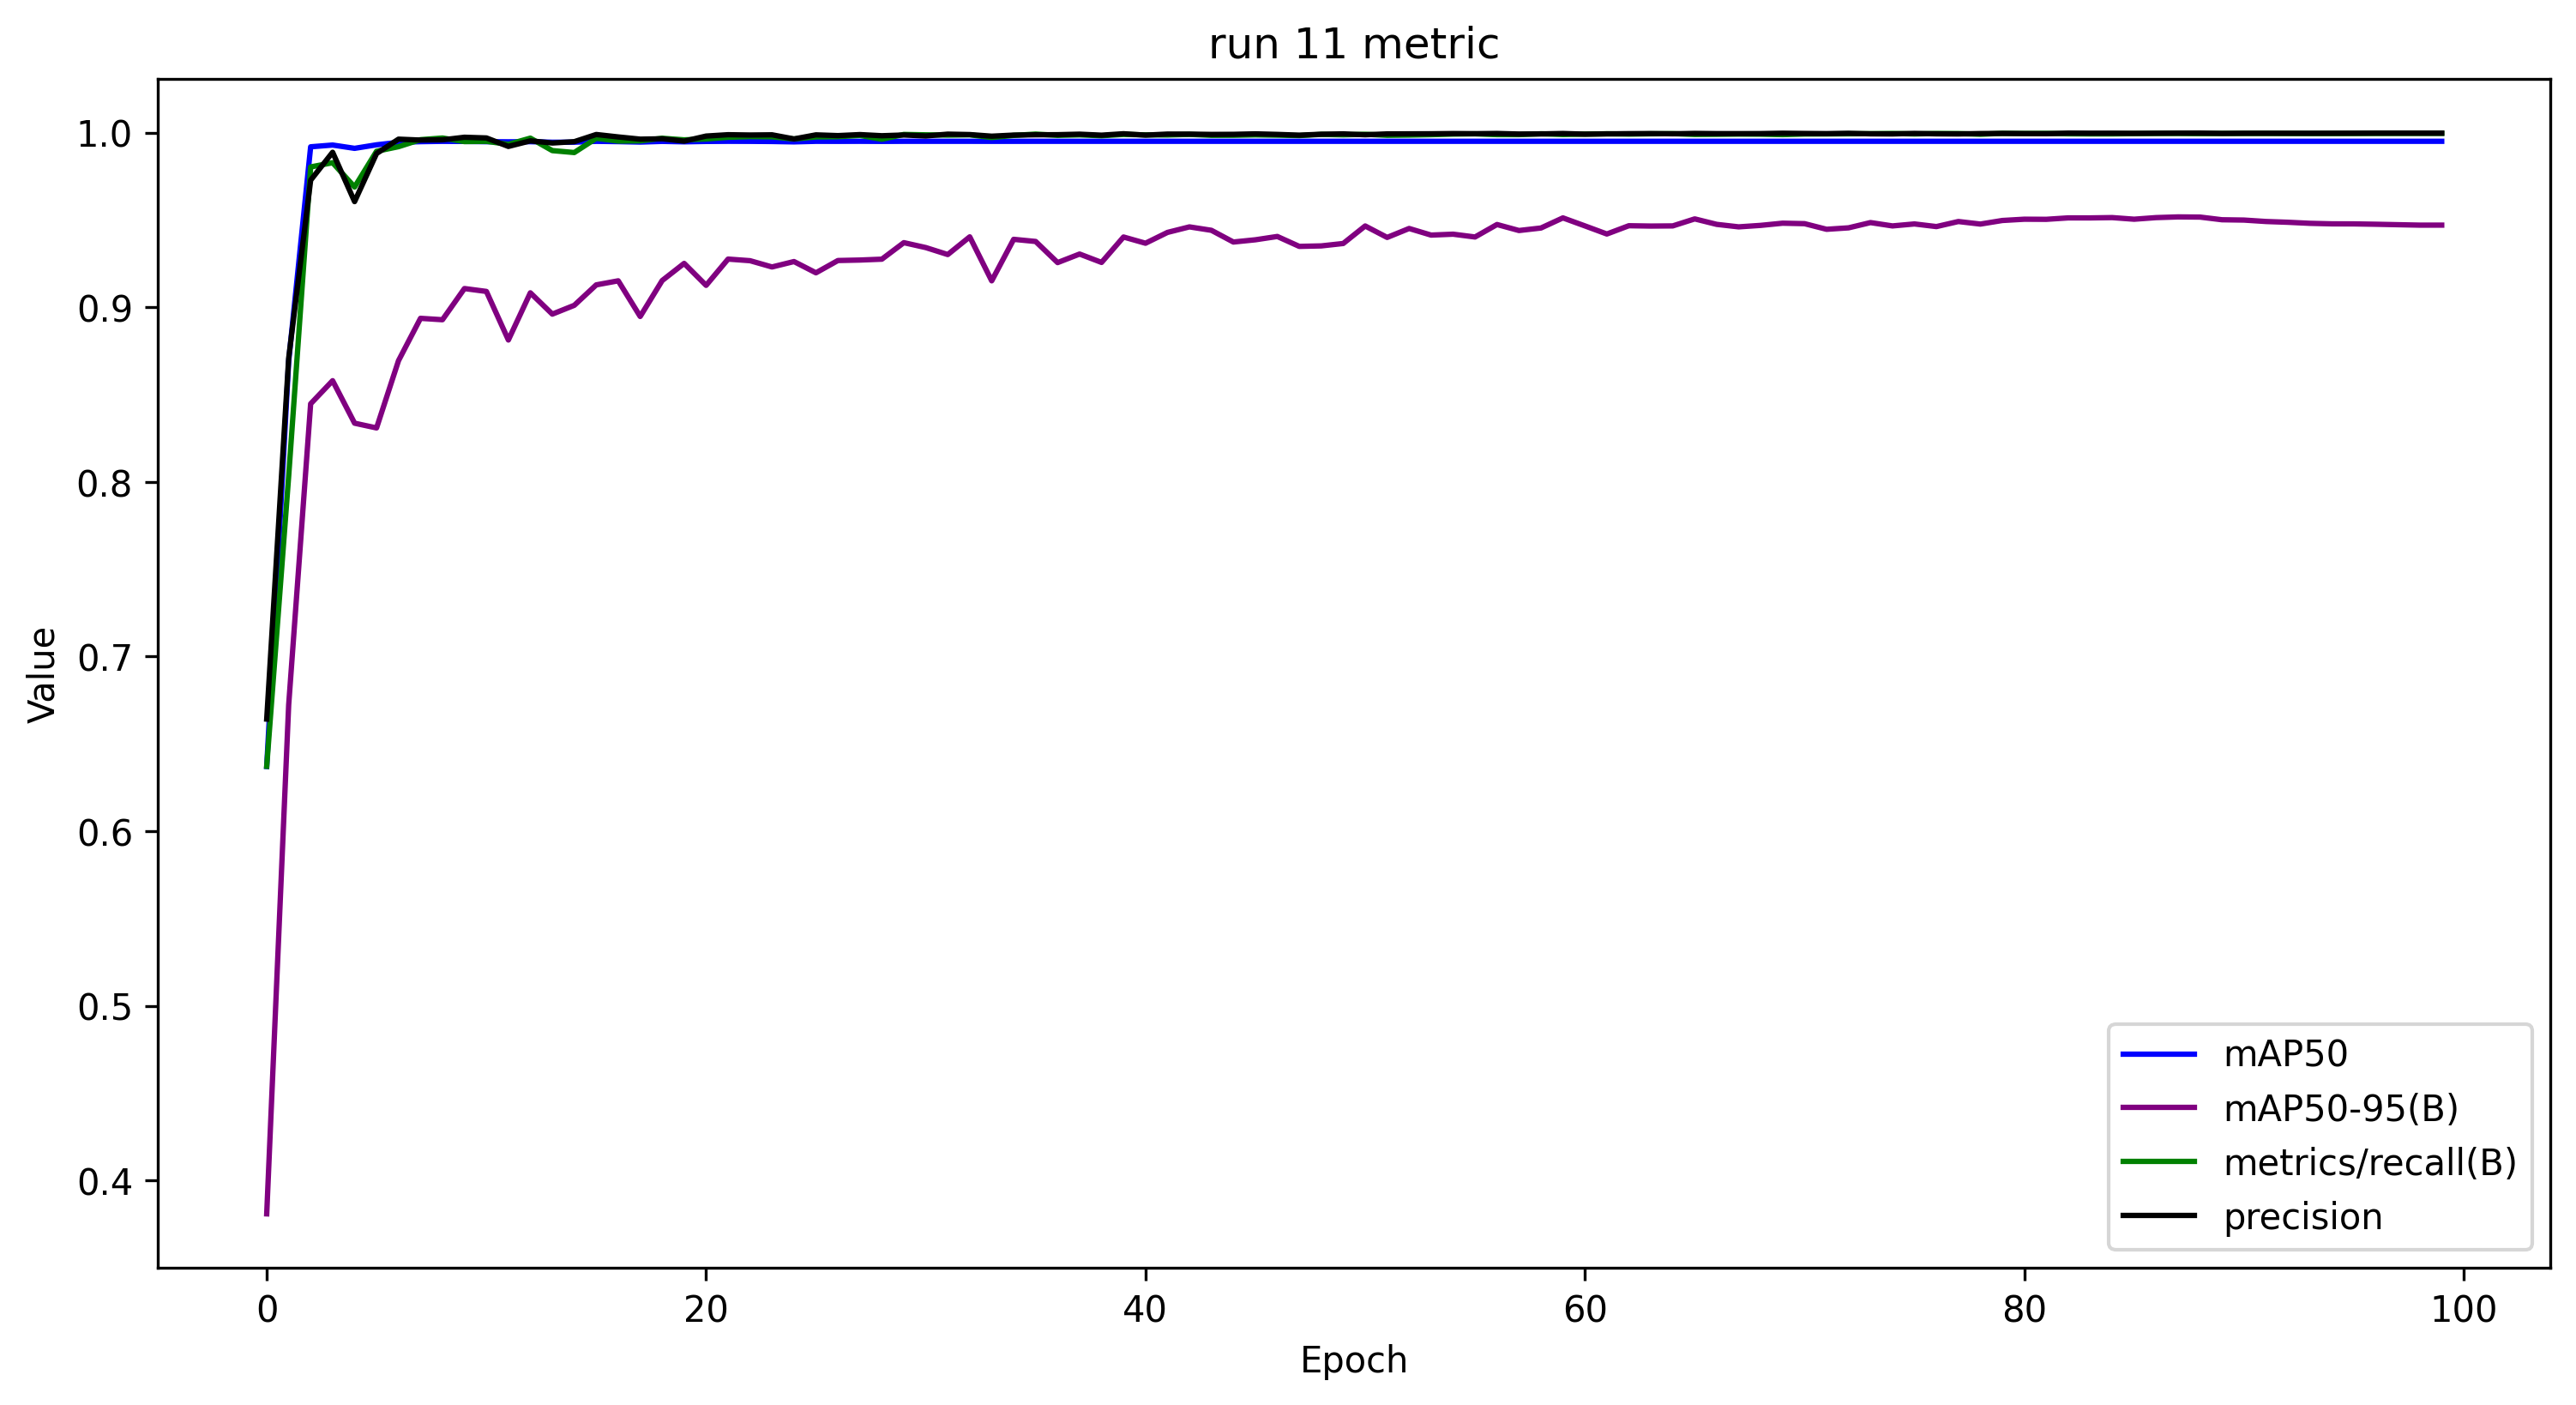 run 11 metric
1.0
0.9
0.8
0.7
0.6
0.5
0.4
Value
0 20 40 60 80 100
Epoch
mAP50
mAP50-95(B)
metrics/recall(B)
precision